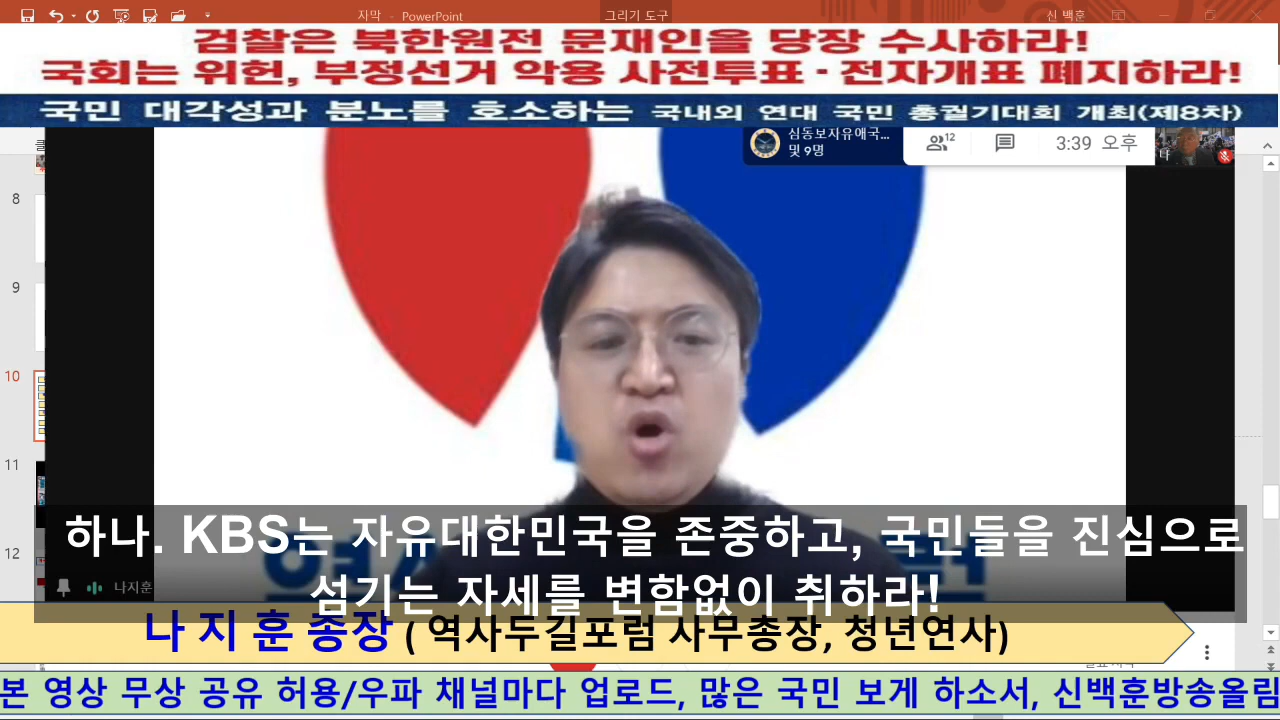 지막 - PowerPoint
그리기 도구
신 백훈
검찰은 북한원전 문재인을 당장 수사하라!
국회는 위헌, 부정선거 악용 사전투표 · 전자개표 폐지하라!
국민 대각성과 분노를 호소하는 국내외 연대 국민 총궐기대회 개최(제8차)
심동보자유애국...
및 9명
12
3:39 오후
나
8
9
10
11
12
하나. KBS는 자유대한민국을 존중하고, 국민들을 진심으로
섬기는 자세를 변함없이 취하라!
나지훈
나 지 훈 총장 ( 역사두길포럼 사무총장, 청년연사)
본 영상 무상 공유 허용/우파 채널마다 업로드, 많은 국민 보게 하소서, 신백훈방송올림